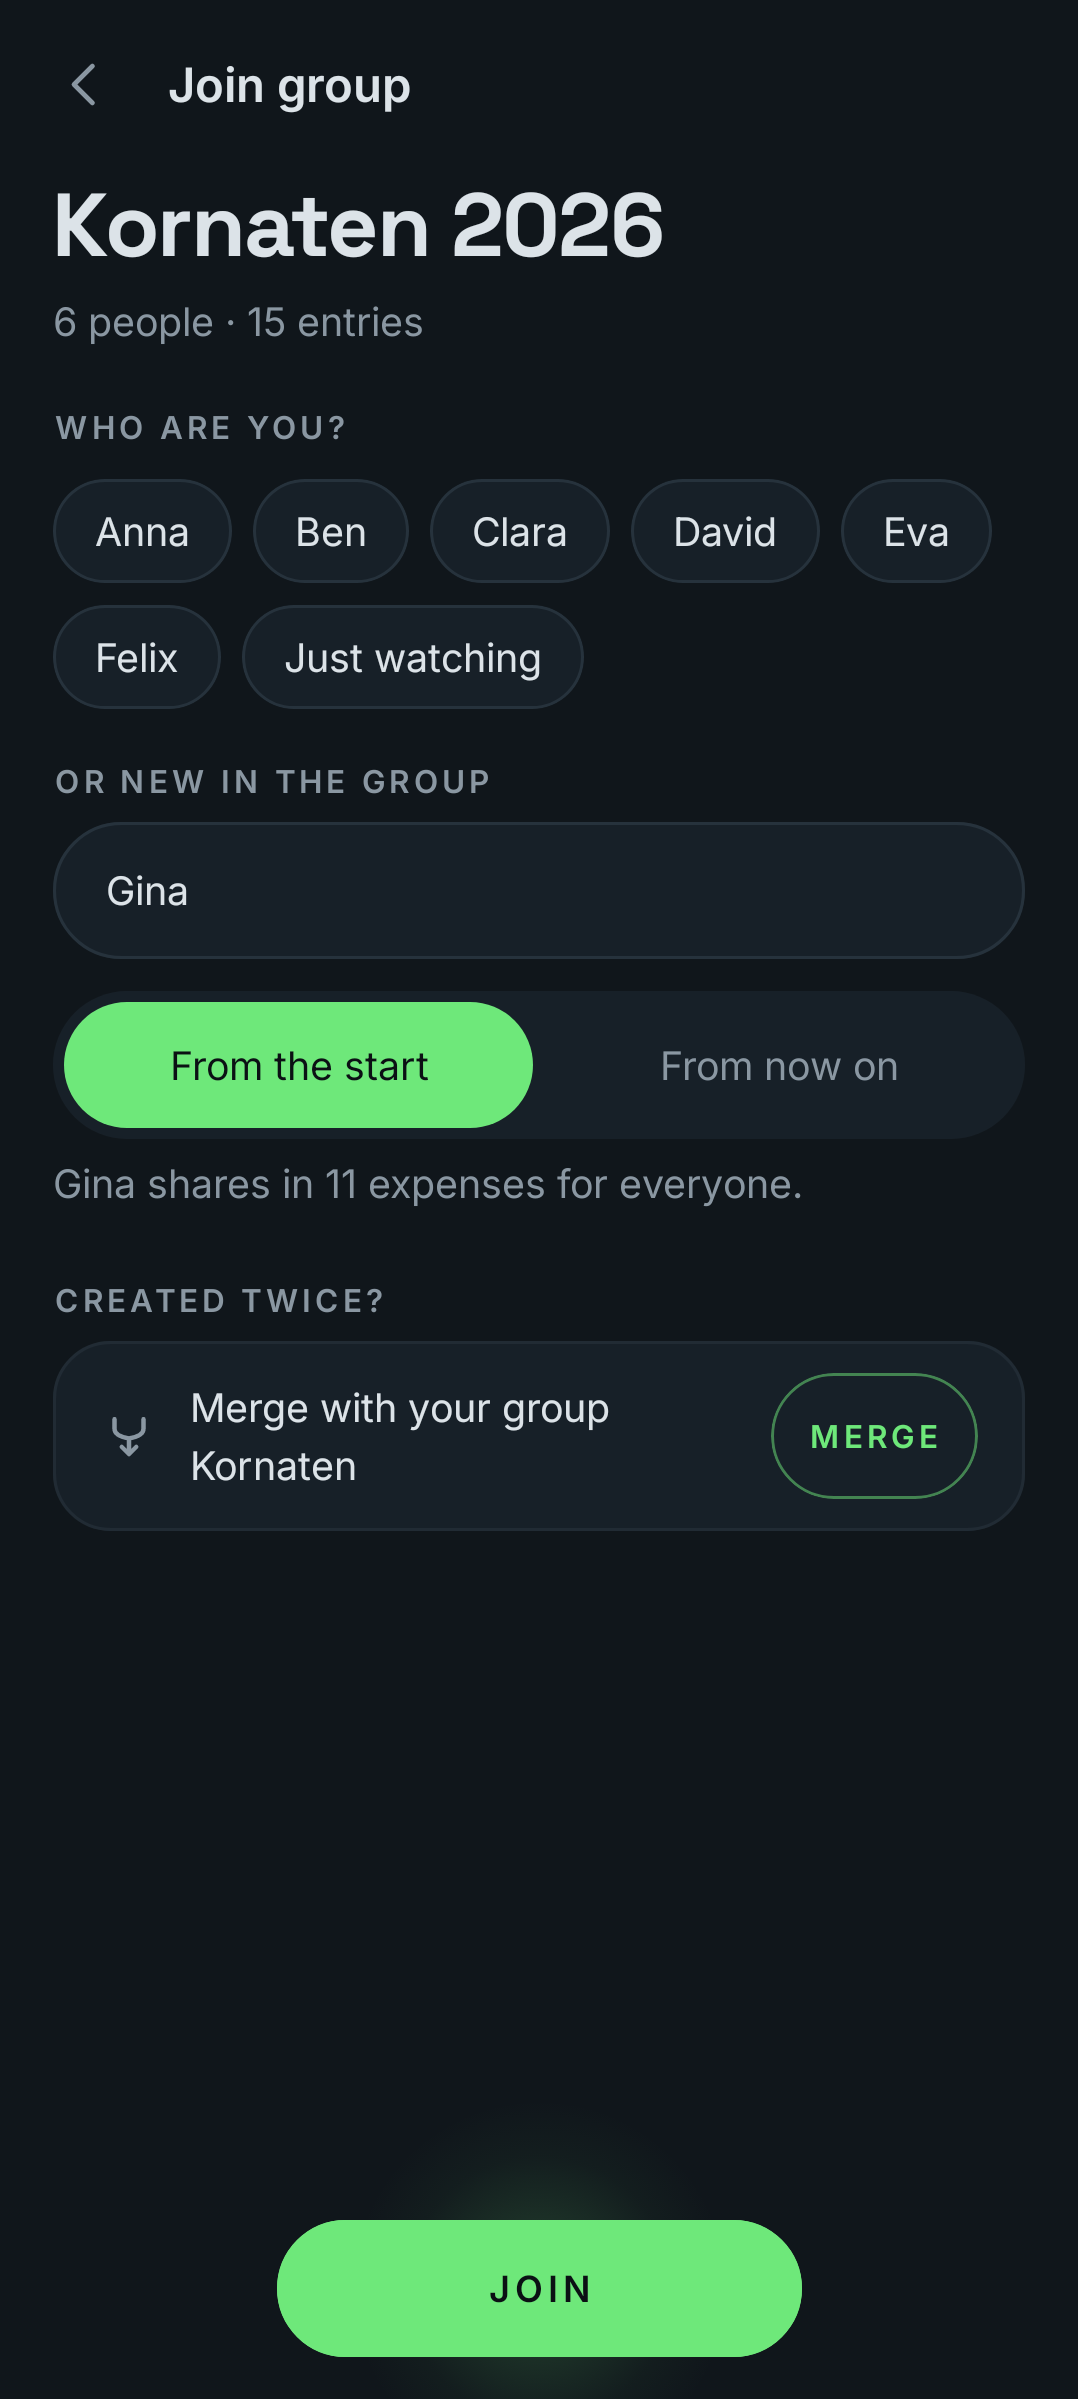 Join group
Kornaten 2026
6 people · 15 entries
WHO ARE YOU?
Anna Ben Clara David Eva
Felix Just watching
OR NEW IN THE GROUP
Gina
From the start From now on
Gina shares in 11 expenses for everyone.
CREATED TWICE?
Merge with your group
Kornaten
MERGE
JOIN